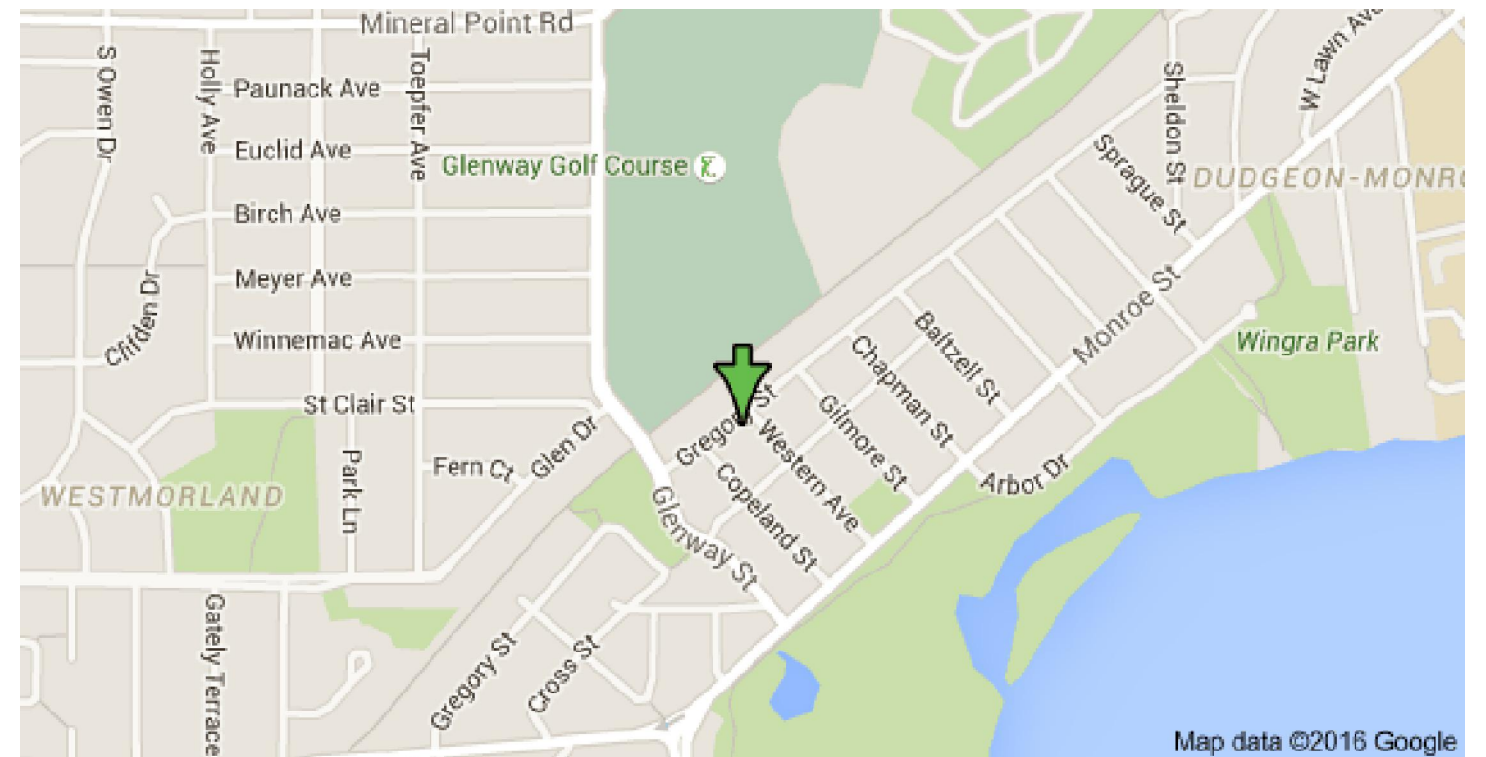 Mineral Point Rd
S Owen Dr
Holly Ave
Toepfer Ave
Paunack Ave
Euclid Ave
Glenway Golf Course
Birch Ave
Meyer Ave
Clifden Dr
Winnemac Ave
St Clair St
Park Ln
Fern Ct
Glen Dr
WESTMORLAND
Gately Terrace
Gregory St
Cross St
Glenway St
Gregory St
Copeland St
Western Ave
Gilmore St
Chapman St
Baltzell St
Arbor Dr
Monroe St
Sprague St
Sheldon St
W Lawn Ave
DUDGEON-MONRO
Wingra Park
Map data ©2016 Google